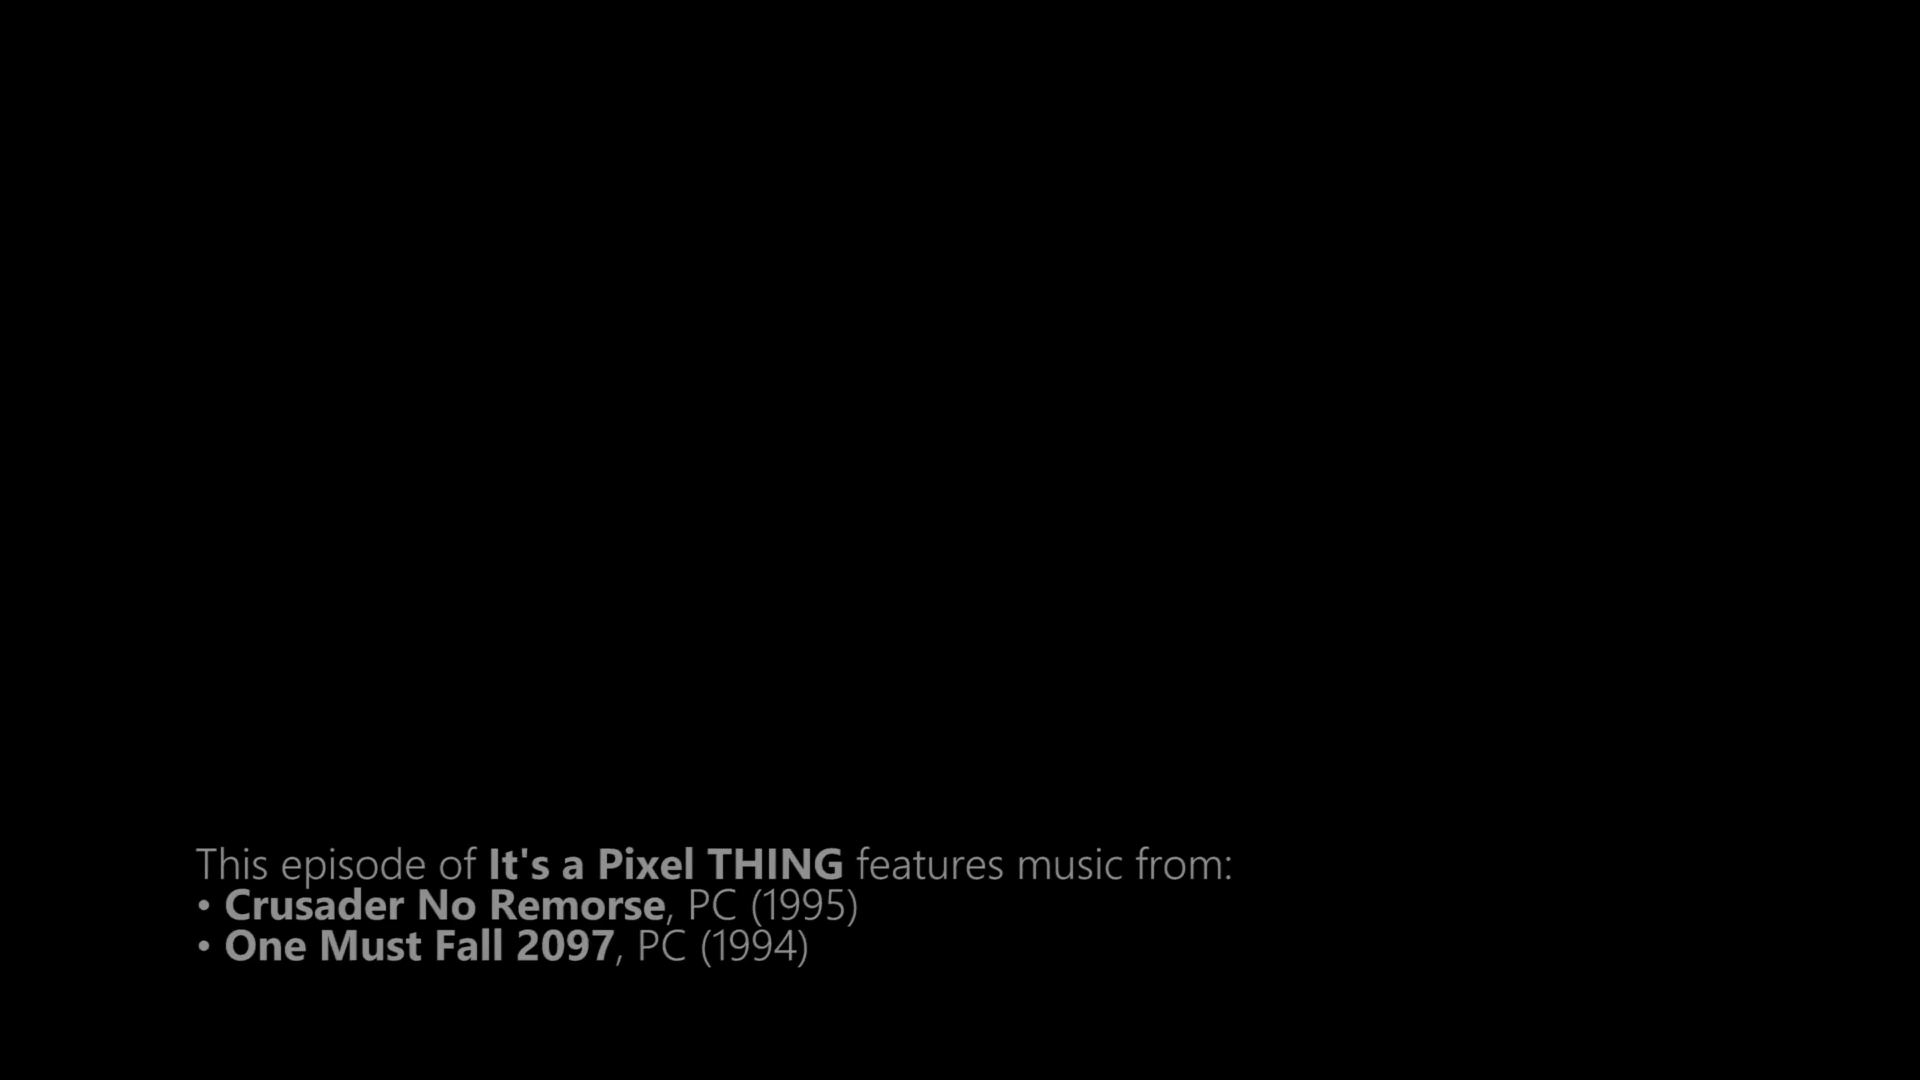 This episode of It's a Pixel THING features music from:
• Crusader No Remorse, PC (1995)
• One Must Fall 2097, PC (1994)